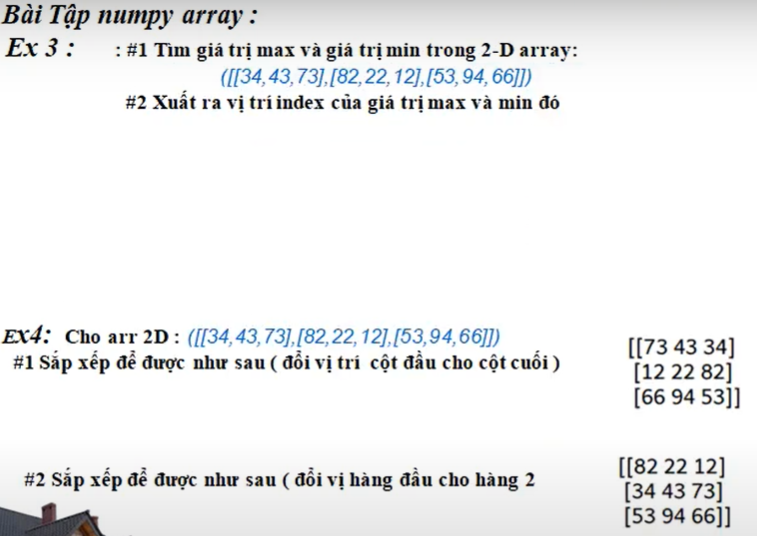 Bài Tập numpy array :
Ex 3 : : #1 Tìm giá trị max và giá trị min trong 2-D array:
([[34,43,73],[82,22,12],[53,94,66]])
#2 Xuất ra vị trí index của giá trị max và min đó
Ex4: Cho arr 2D : ([[34,43,73],[82,22,12],[53,94,66]])
#1 Sắp xếp để được như sau ( đổi vị trí cột đầu cho cột cuối )
[[73 43 34]
[12 22 82]
[66 94 53]]
#2 Sắp xếp để được như sau ( đổi vị hàng đầu cho hàng 2
[[82 22 12]
[34 43 73]
[53 94 66]]